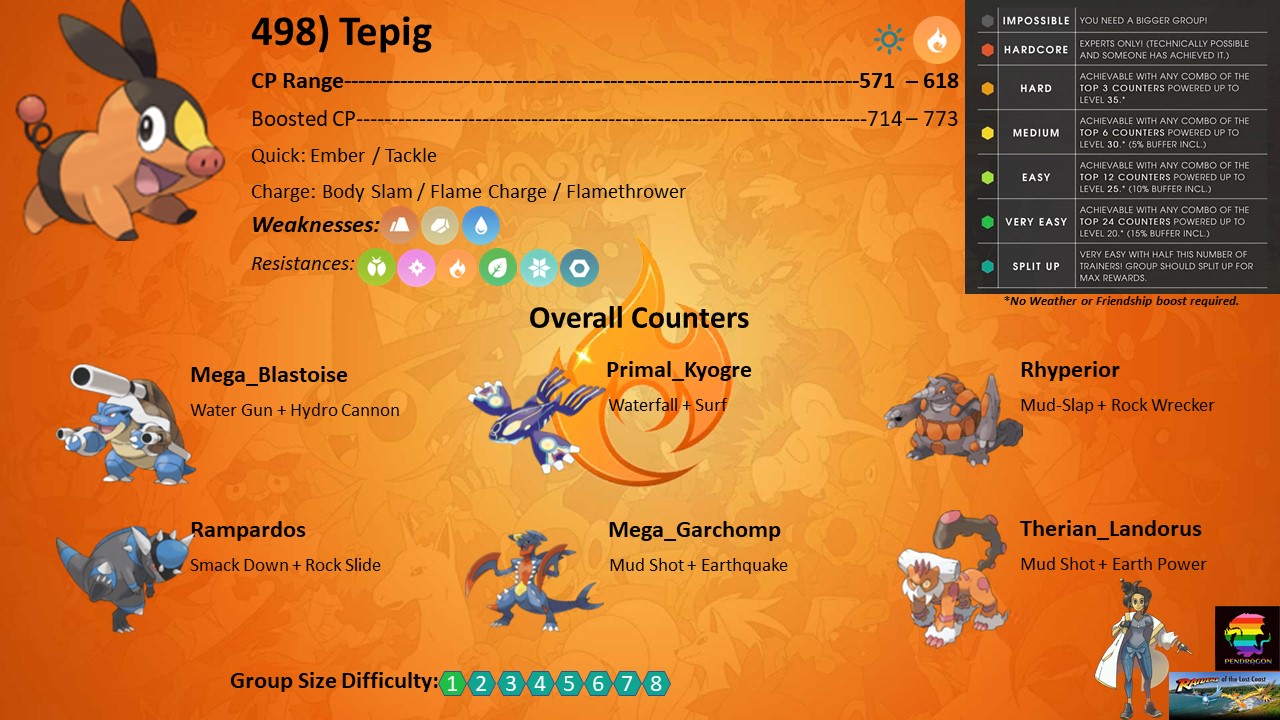 498) Tepig
CP Range-----------------------------------------------------------------------571 – 618
Boosted CP------------------------------------------------------------------------714 – 773
Quick: Ember / Tackle
Charge: Body Slam / Flame Charge / Flamethrower
Weaknesses:
Resistances:
IMPOSSIBLE YOU NEED A BIGGER GROUP!
HARDCORE EXPERTS ONLY! (TECHNICALLY POSSIBLE
AND SOMEONE HAS ACHIEVED IT.)
HARD ACHIEVABLE WITH ANY COMBO OF THE
TOP 3 COUNTERS POWERED UP TO
LEVEL 35.*
MEDIUM ACHIEVABLE WITH ANY COMBO OF THE
TOP 6 COUNTERS POWERED UP TO
LEVEL 30.* (5% BUFFER INCL.)
EASY ACHIEVABLE WITH ANY COMBO OF THE
TOP 12 COUNTERS POWERED UP TO
LEVEL 25.* (10% BUFFER INCL.)
VERY EASY ACHIEVABLE WITH ANY COMBO OF THE
TOP 24 COUNTERS POWERED UP TO
LEVEL 20.* (15% BUFFER INCL.)
SPLIT UP VERY EASY WITH HALF THIS NUMBER OF
TRAINERS! GROUP SHOULD SPLIT UP FOR
MAX REWARDS.
*No Weather or Friendship boost required.
Overall Counters
Mega_Blastoise
Water Gun + Hydro Cannon
Primal_Kyogre
Waterfall + Surf
Rhyperior
Mud-Slap + Rock Wrecker
Rampardos
Smack Down + Rock Slide
Mega_Garchomp
Mud Shot + Earthquake
Therian_Landorus
Mud Shot + Earth Power
Group Size Difficulty: 1 2 3 4 5 6 7 8
PENDRAGON
RAIDERS of the Lost Coast